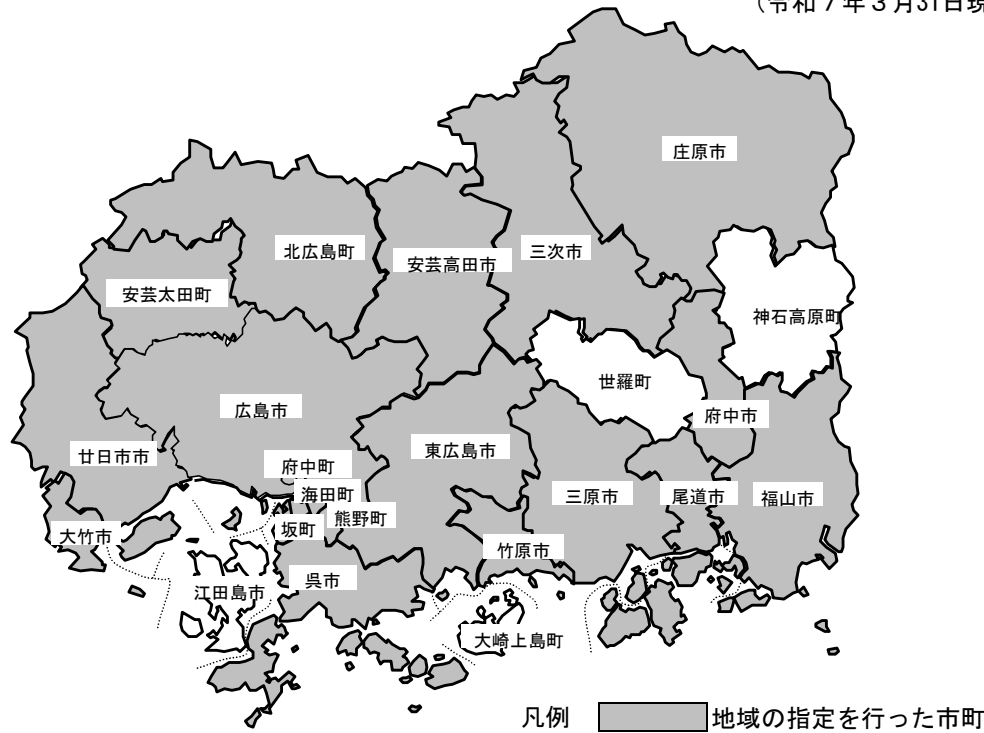 （令和７年３月31日現
庄原市
北広島町
安芸高田市
三次市
安芸太田町
神石高原町
世羅町
広島市
府中市
東広島市
廿日市市
府中町
海田町
三原市
尾道市
福山市
熊野町
坂町
大竹市
竹原市
呉市
江田島市
大崎上島町
凡例 地域の指定を行った市町